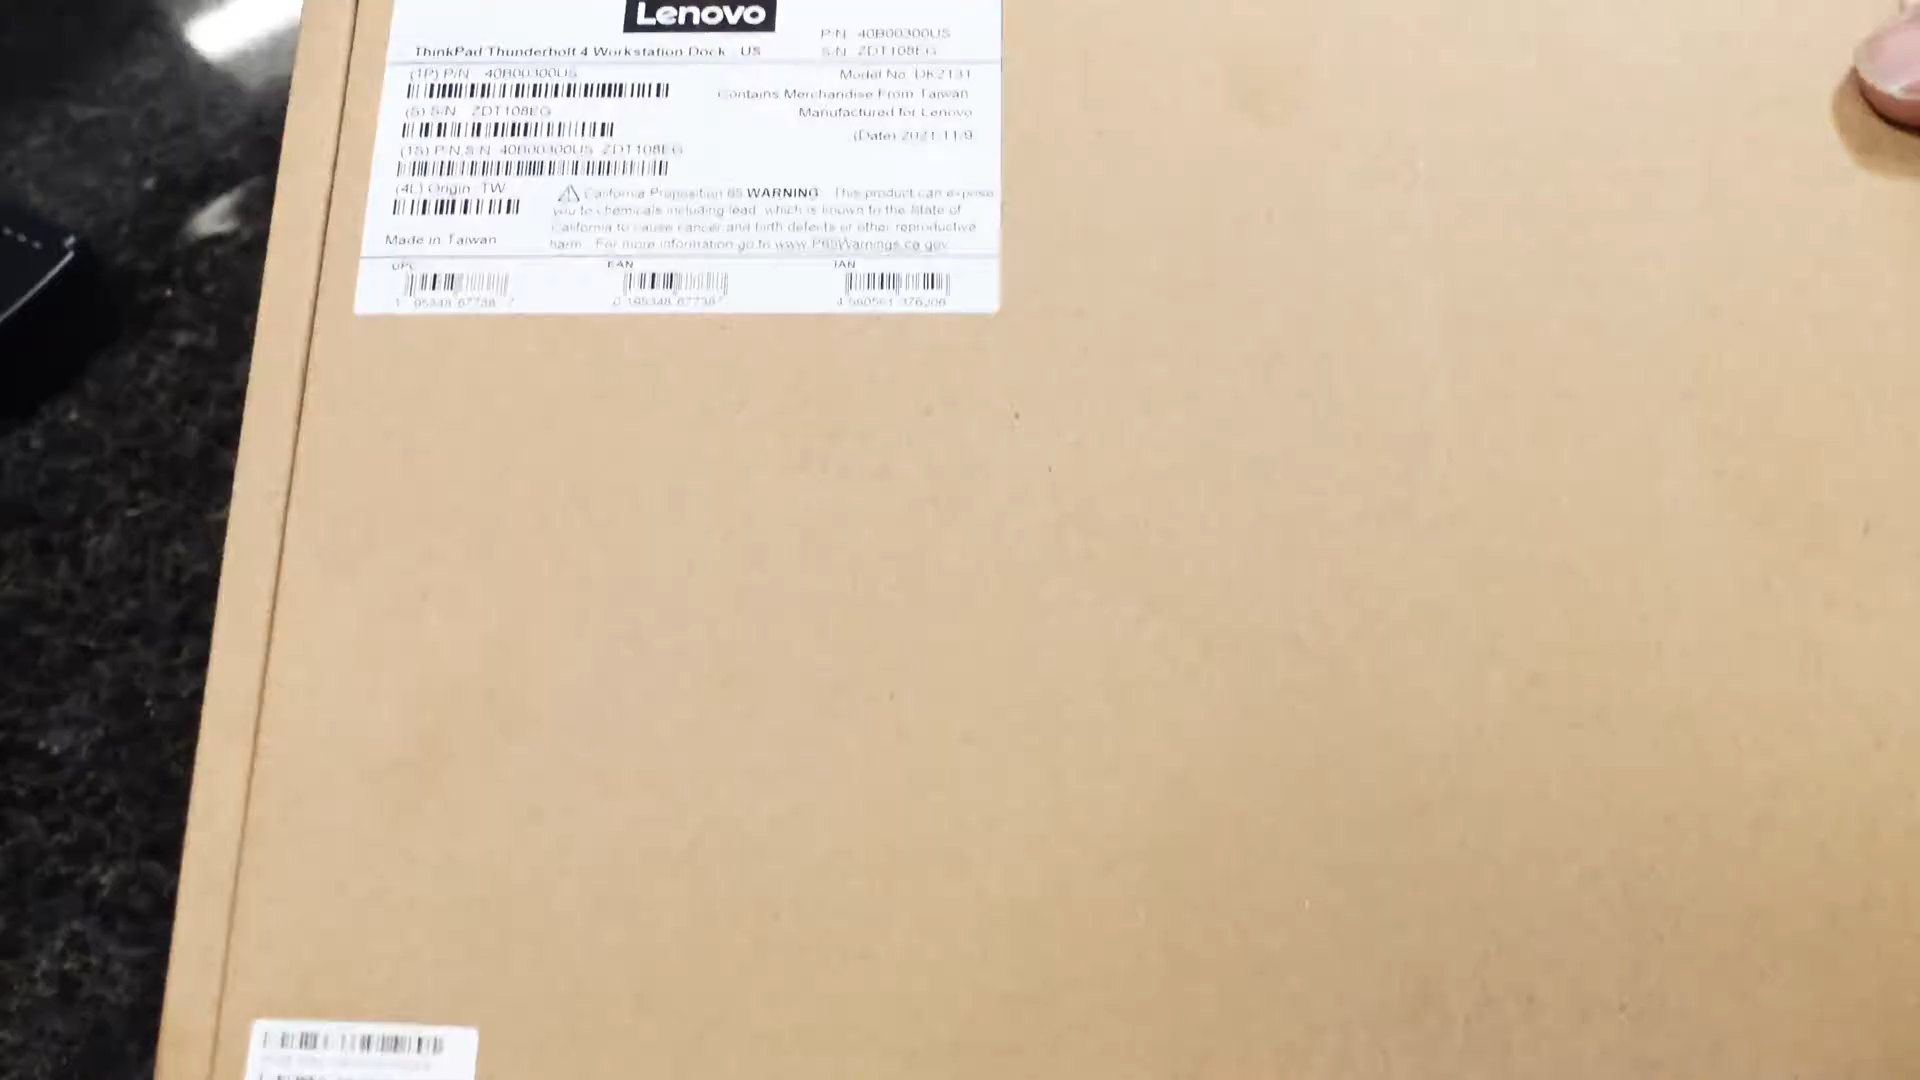 Lenovo
P/N 40B00300US
ThinkPad Thunderbolt 4 Workstation Dock US
S/N ZDT108EG
(1P) P/N 40B00300US
Model No. DK2131
Contains Merchandise From Taiwan
(S) S/N ZDT108EG
Manufactured for Lenovo
(Date) 2021.11.9
(1S) P/N,S/N 40B00300US ZDT108EG
(4L) Origin TW
California Proposition 65 WARNING This product can expose
you to chemicals including lead, which is known to the State of
California to cause cancer and birth defects or other reproductive
harm. For more information go to www.P65Warnings.ca.gov
Made in Taiwan
UPC
EAN
JAN